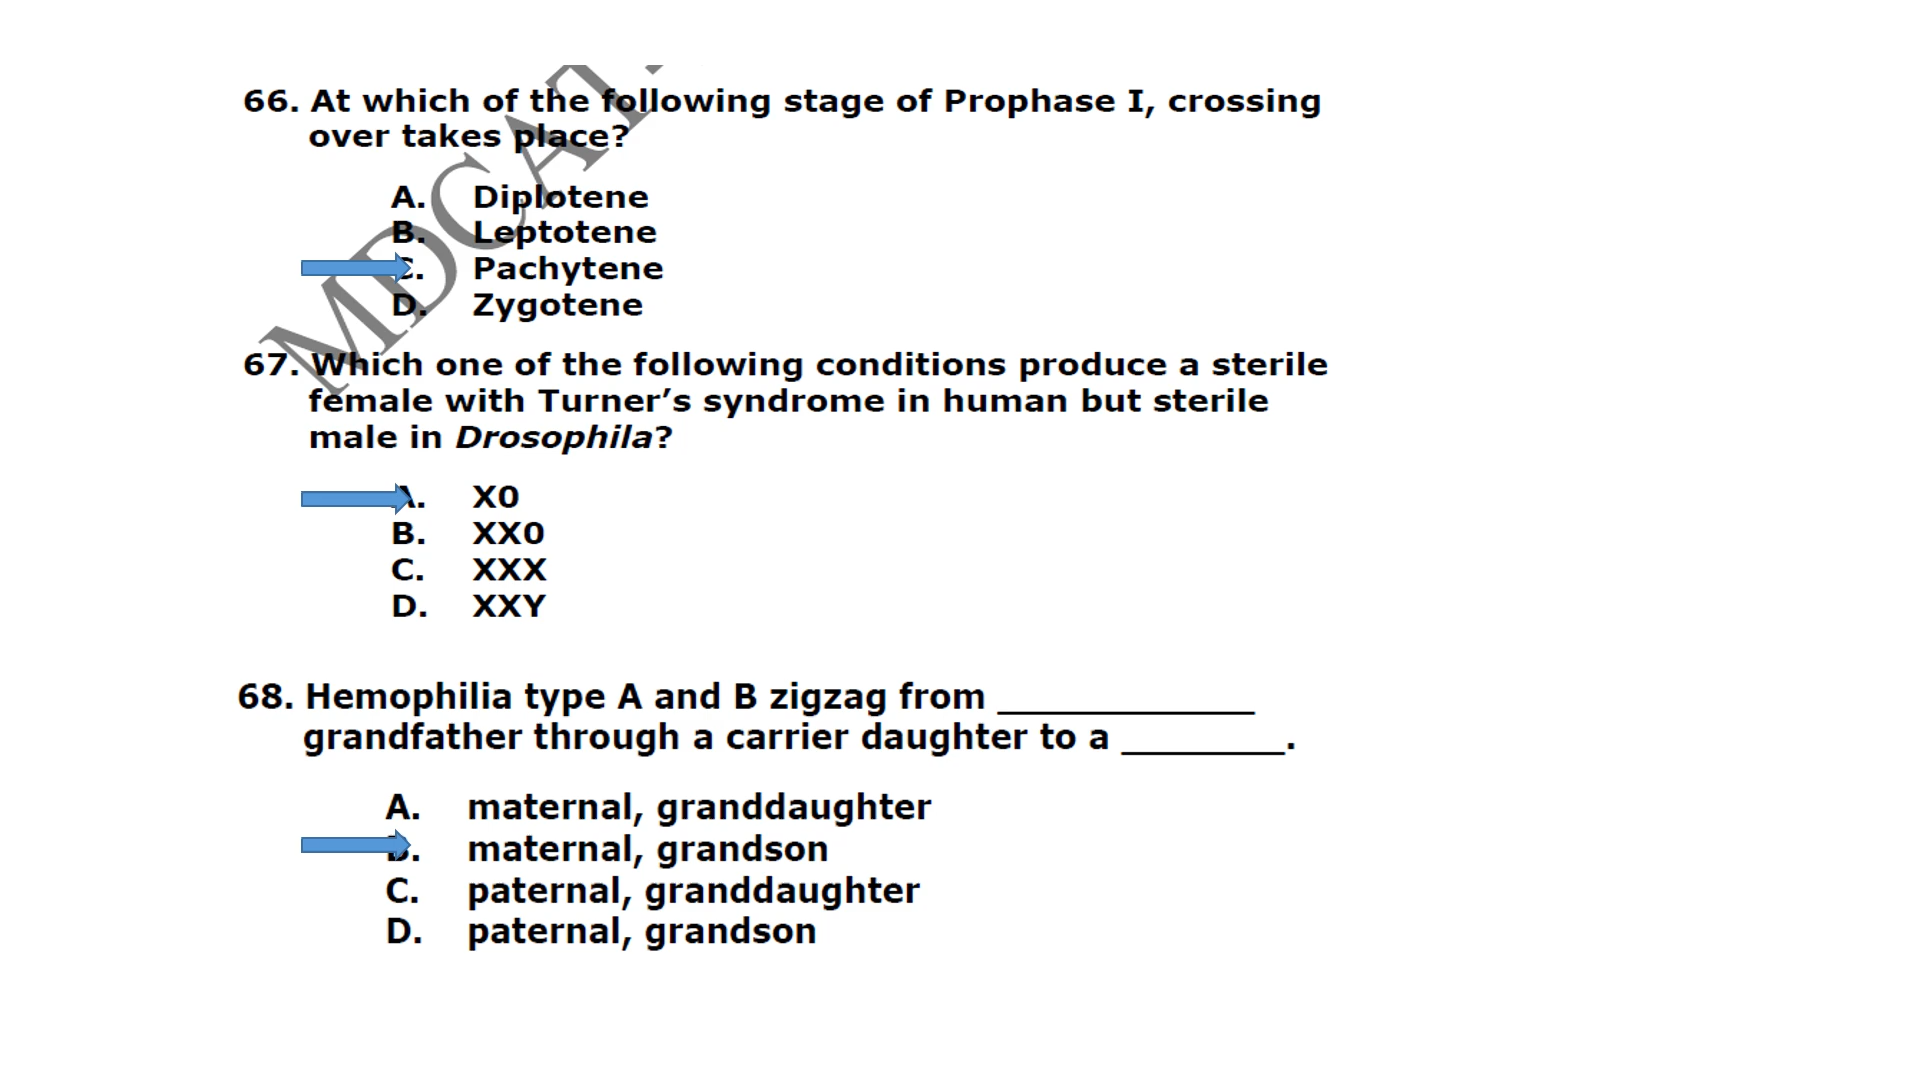 MDCAT
66. At which of the following stage of Prophase I, crossing
over takes place?
A. Diplotene
B. Leptotene
C. Pachytene
D. Zygotene
67. Which one of the following conditions produce a sterile
female with Turner’s syndrome in human but sterile
male in Drosophila?
A. X0
B. XX0
C. XXX
D. XXY
68. Hemophilia type A and B zigzag from ______________
grandfather through a carrier daughter to a _________.
A. maternal, granddaughter
B. maternal, grandson
C. paternal, granddaughter
D. paternal, grandson